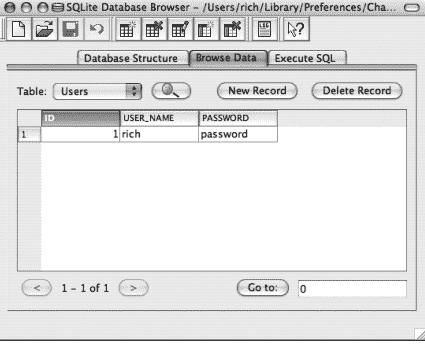 SQLite Database Browser – /Users/rich/Library/Preferences/Cha...
LOG
Database Structure Browse Data Execute SQL
Table: Users New Record Delete Record
ID USER_NAME PASSWORD
1 1 rich password
< 1 – 1 of 1 > Go to: 0